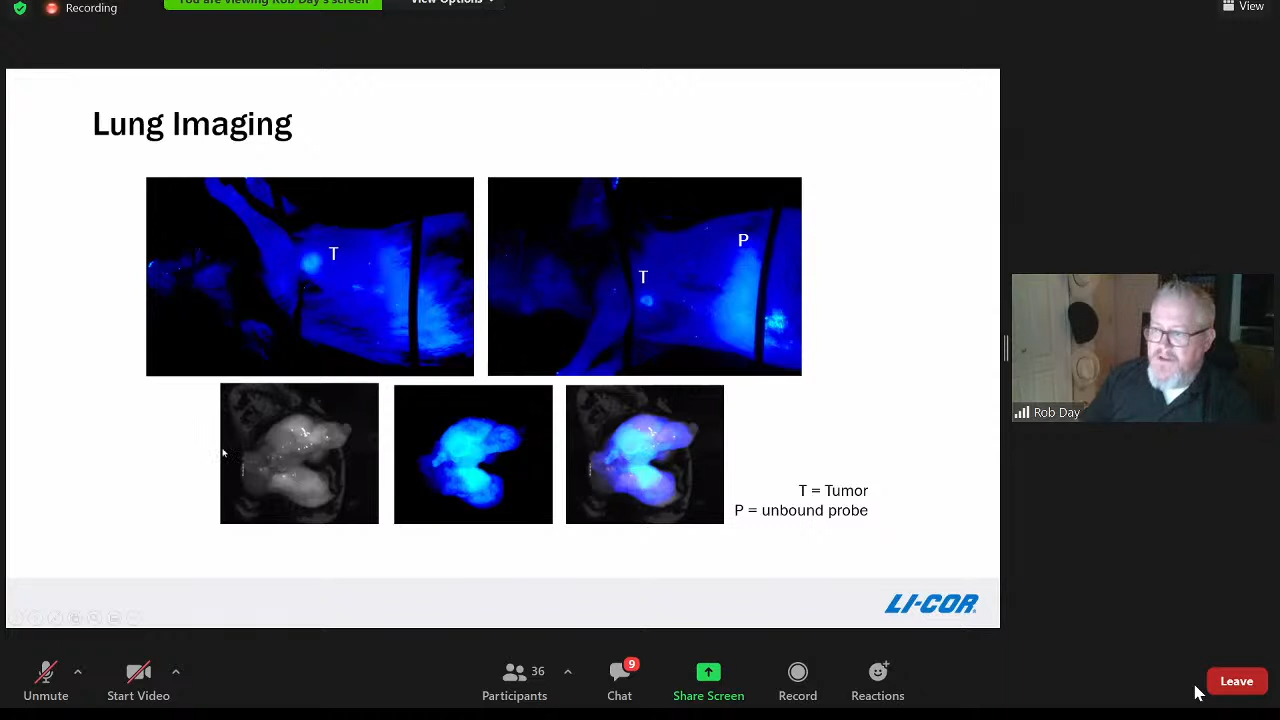 Recording
You are viewing Rob Day's screen
View Options
View
Lung Imaging
T
T
P
T = Tumor
P = unbound probe
LI-COR
Rob Day
Unmute
Start Video
36
Participants
9
Chat
Share Screen
Record
Reactions
Leave